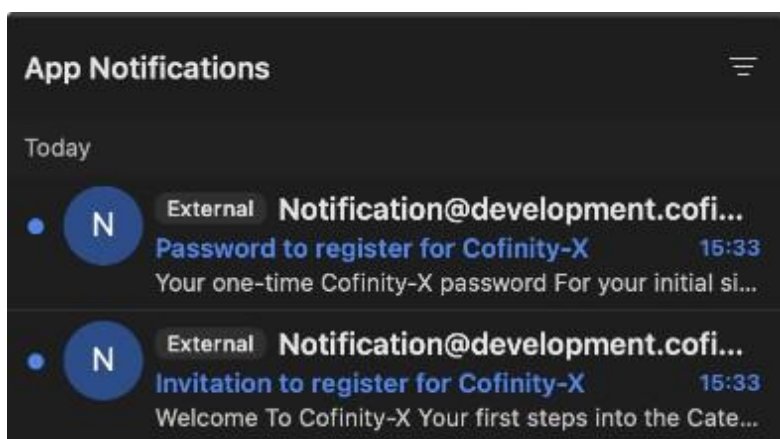 App Notifications
Today
N
External Notification@development.cofi...
Password to register for Cofinity-X 15:33
Your one-time Cofinity-X password For your initial si...
N
External Notification@development.cofi...
Invitation to register for Cofinity-X 15:33
Welcome To Cofinity-X Your first steps into the Cate...